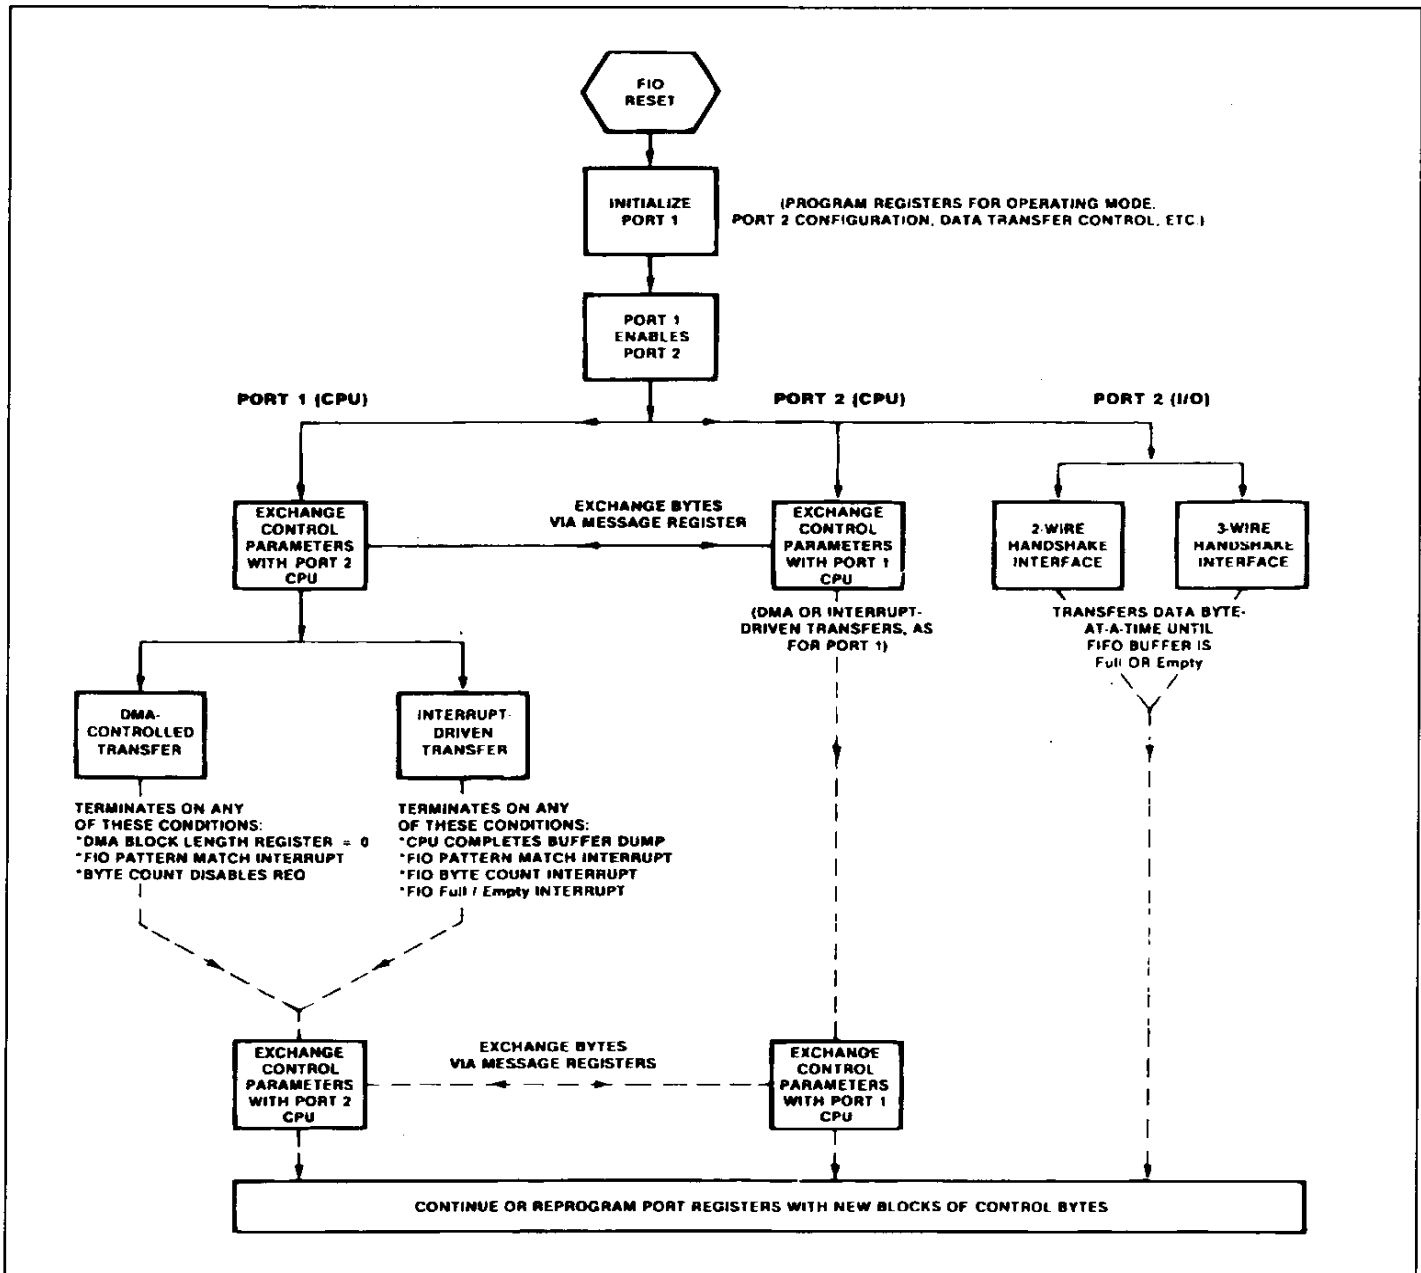 FIO
RESET
INITIALIZE
PORT 1
(PROGRAM REGISTERS FOR OPERATING MODE,
PORT 2 CONFIGURATION, DATA TRANSFER CONTROL, ETC.)
PORT 1
ENABLES
PORT 2
PORT 1 (CPU)
PORT 2 (CPU)
PORT 2 (I/O)
EXCHANGE
CONTROL
PARAMETERS
WITH PORT 2
CPU
EXCHANGE BYTES
VIA MESSAGE REGISTER
EXCHANGE
CONTROL
PARAMETERS
WITH PORT 1
CPU
2-WIRE
HANDSHAKE
INTERFACE
3-WIRE
HANDSHAKE
INTERFACE
(DMA OR INTERRUPT-
DRIVEN TRANSFERS, AS
FOR PORT 1)
TRANSFERS DATA BYTE-
AT-A-TIME UNTIL
FIFO BUFFER IS
Full OR Empty
DMA-
CONTROLLED
TRANSFER
INTERRUPT-
DRIVEN
TRANSFER
TERMINATES ON ANY
OF THESE CONDITIONS:
*DMA BLOCK LENGTH REGISTER = 0
*FIO PATTERN MATCH INTERRUPT
*BYTE COUNT DISABLES REQ
TERMINATES ON ANY
OF THESE CONDITIONS:
*CPU COMPLETES BUFFER DUMP
*FIO PATTERN MATCH INTERRUPT
*FIO BYTE COUNT INTERRUPT
*FIO Full / Empty INTERRUPT
EXCHANGE
CONTROL
PARAMETERS
WITH PORT 2
CPU
EXCHANGE BYTES
VIA MESSAGE REGISTERS
EXCHANGE
CONTROL
PARAMETERS
WITH PORT 1
CPU
CONTINUE OR REPROGRAM PORT REGISTERS WITH NEW BLOCKS OF CONTROL BYTES